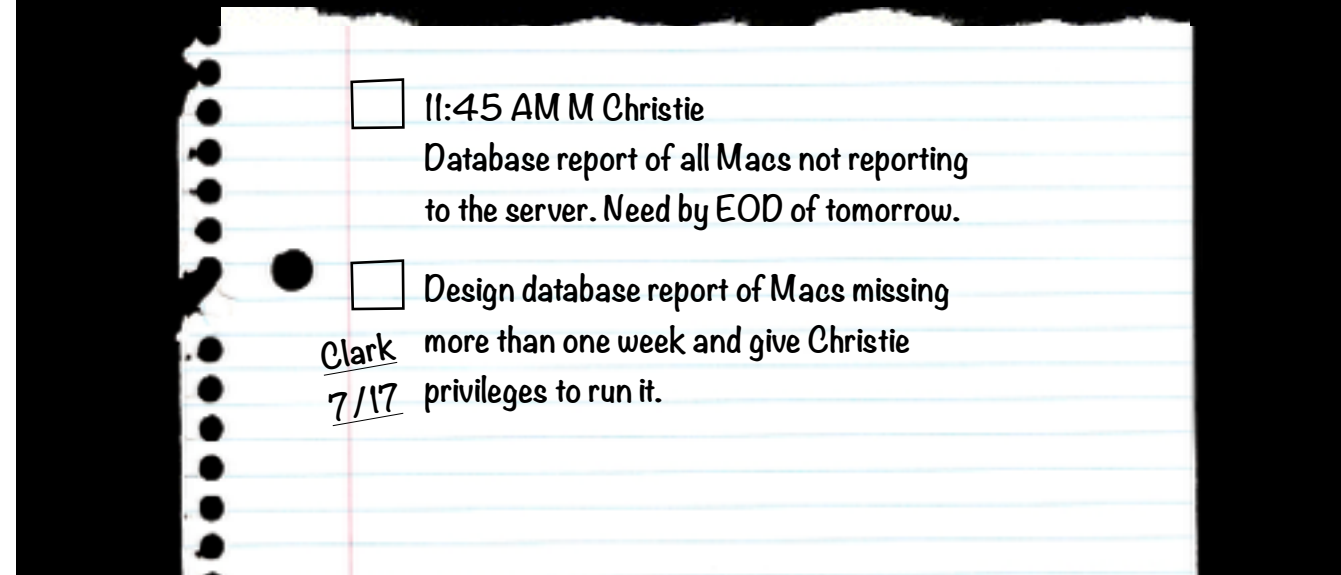 11:45 AM M Christie
Database report of all Macs not reporting
to the server. Need by EOD of tomorrow.
Design database report of Macs missing
more than one week and give Christie
privileges to run it.
Clark
7/17